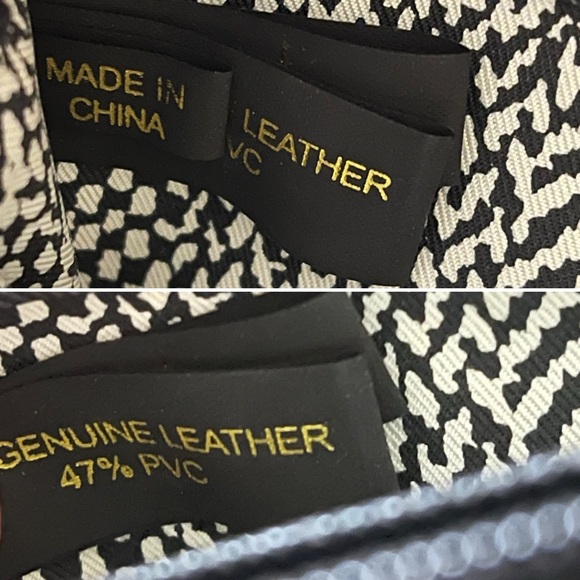 MADE IN
CHINA
LEATHER
VC
GENUINE LEATHER
47% PVC